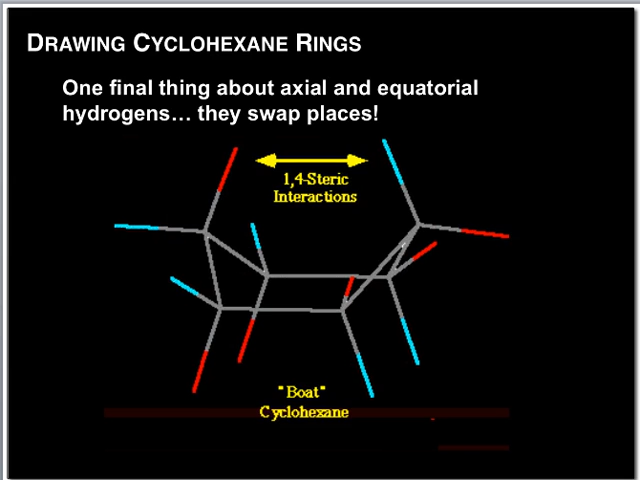 DRAWING CYCLOHEXANE RINGS
One final thing about axial and equatorial
hydrogens… they swap places!
1,4-Steric
Interactions
"Boat"
Cyclohexane